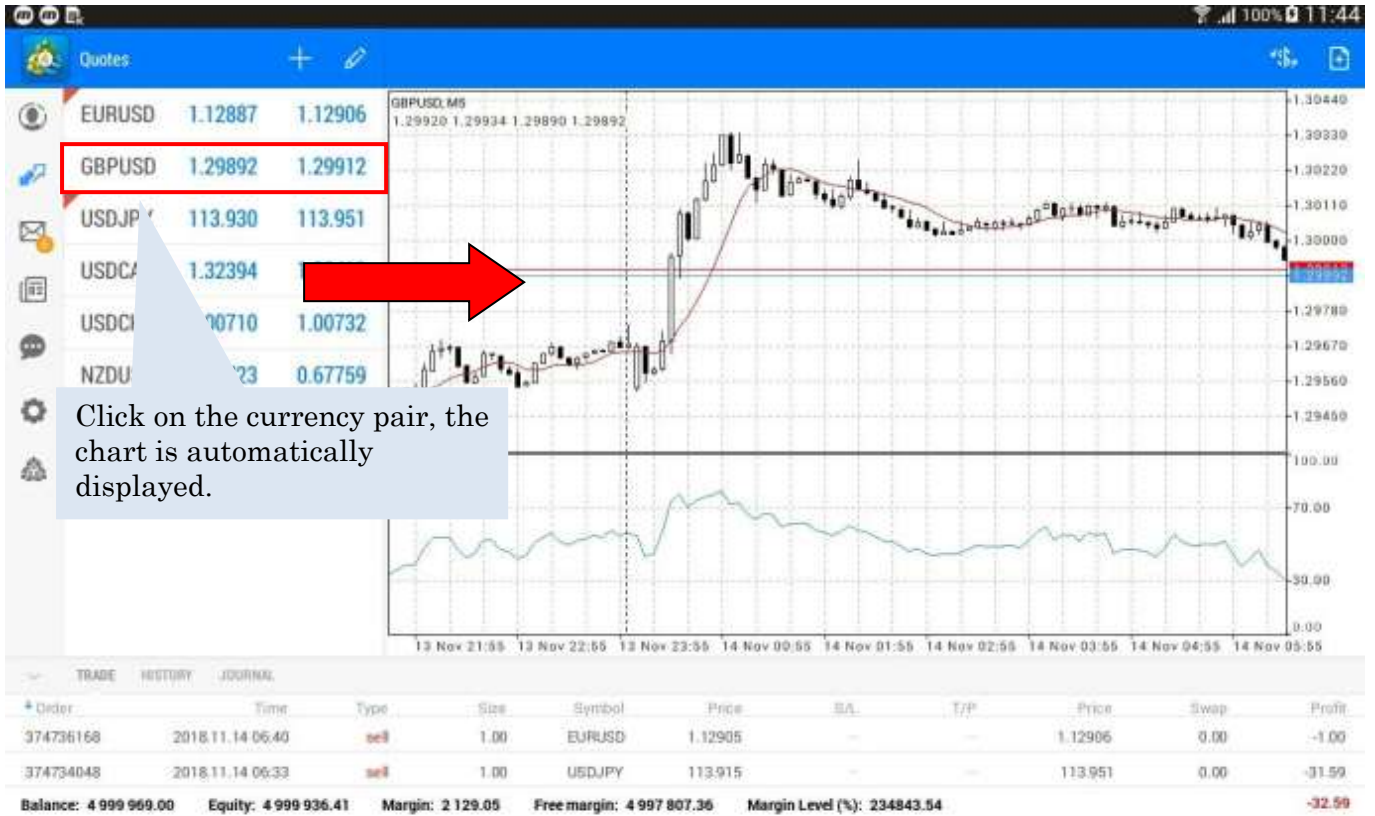 100% 11:44
Quotes
EURUSD 1.12887 1.12906
GBPUSD 1.29892 1.29912
USDJP 113.930 113.951
USDCA 1.32394
USDC 00710 1.00732
NZDU 23 0.67759
Click on the currency pair, the
chart is automatically
displayed.
GBPUSD, M5
1.29920 1.29934 1.29890 1.29892
1.30440
1.30330
1.30220
1.30110
1.30000
1.29892
1.29780
1.29670
1.29560
1.29450
100.00
70.00
30.00
0.00
13 Nov 21:55 13 Nov 22:55 13 Nov 23:55 14 Nov 00:55 14 Nov 01:55 14 Nov 02:55 14 Nov 03:55 14 Nov 04:55 14 Nov 05:55
TRADE HISTORY JOURNAL
Order Time Type Size Symbol Price S/L T/P Price Swap Profit
374736168 2018.11.14 06:40 sell 1.00 EURUSD 1.12905 – – 1.12906 0.00 -1.00
374734048 2018.11.14 06:33 sell 1.00 USDJPY 113.915 – – 113.951 0.00 -31.59
Balance: 4 999 969.00 Equity: 4 999 936.41 Margin: 2 129.05 Free margin: 4 997 807.36 Margin Level (%): 234843.54 -32.59